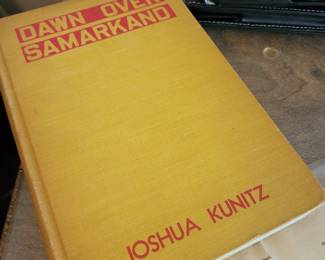 DAWN OVER
SAMARKAND
JOSHUA KUNITZ